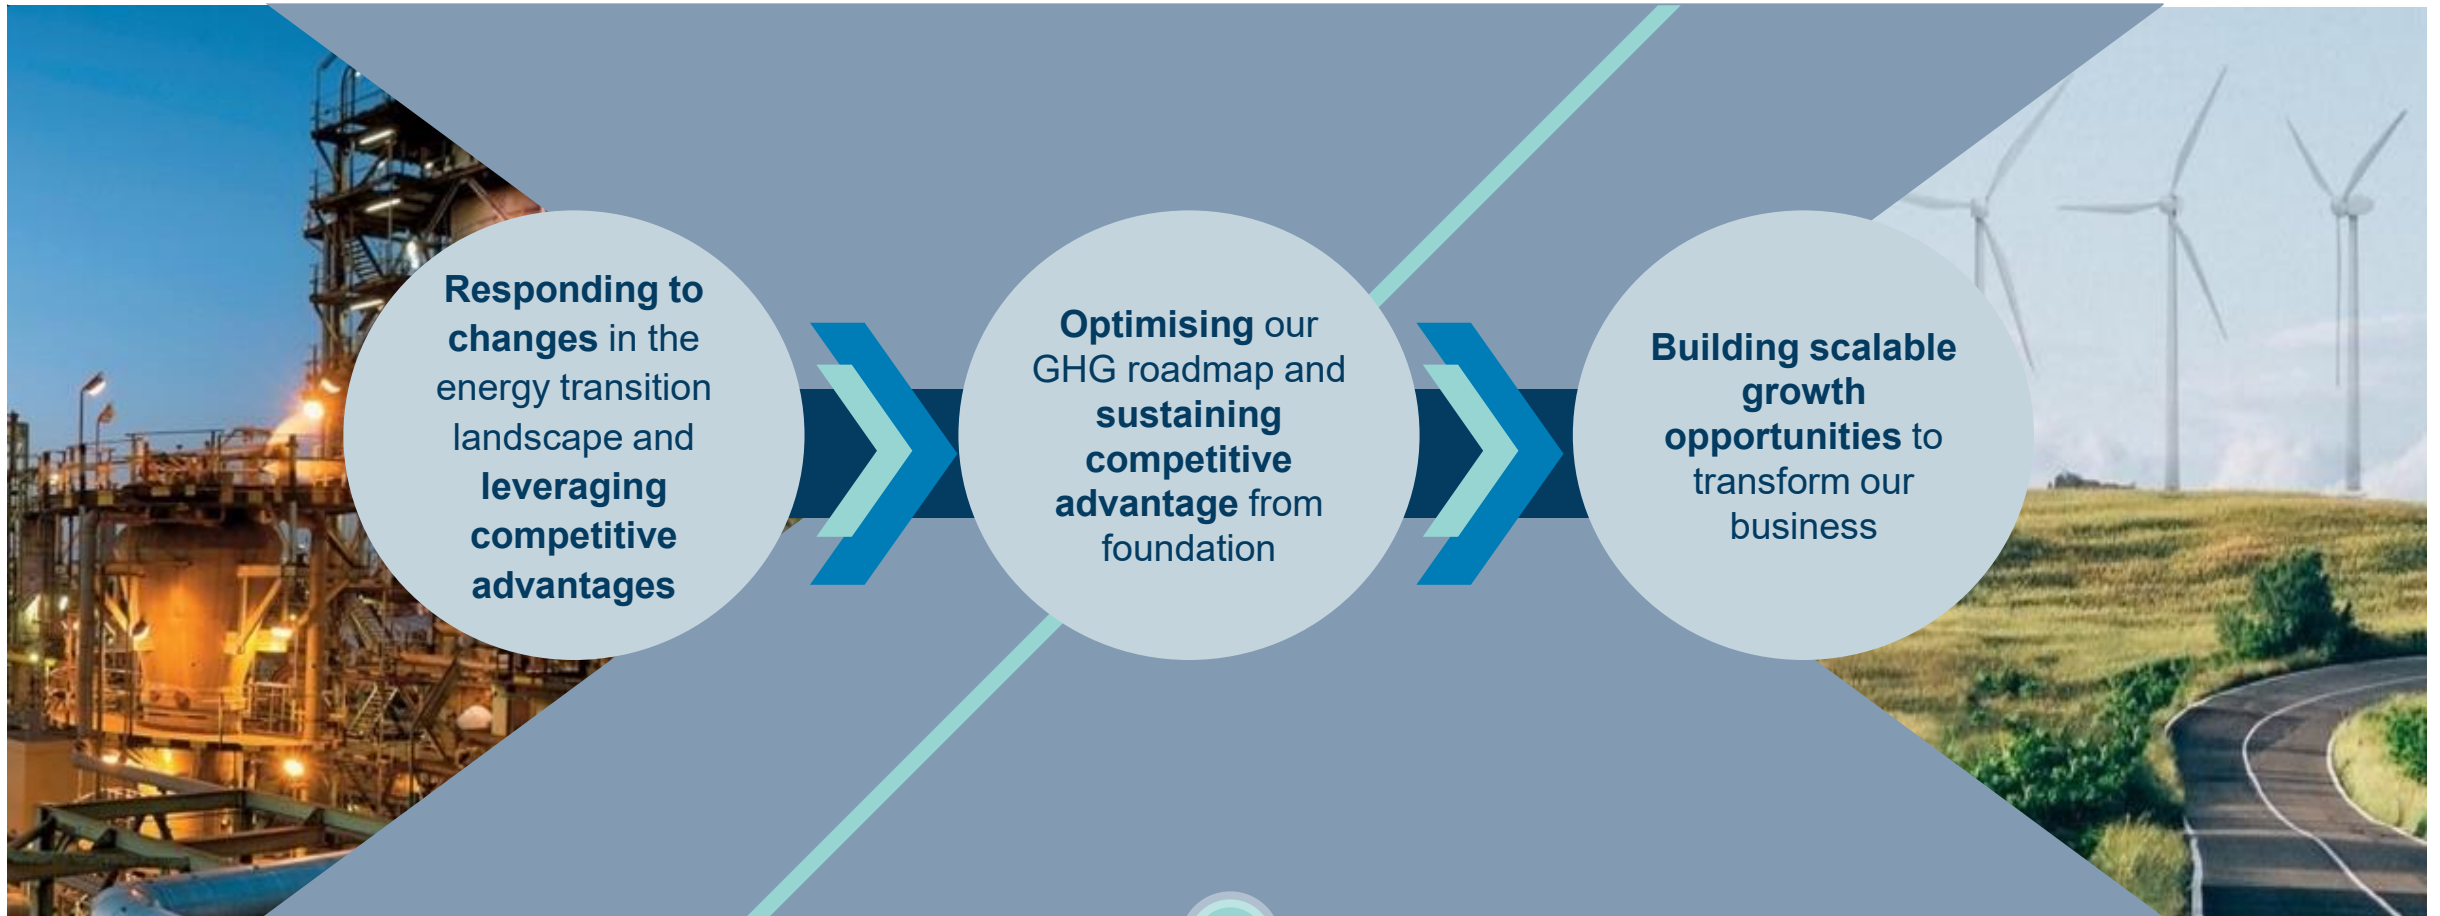 Responding to
changes in the
energy transition
landscape and
leveraging
competitive
advantages
Optimising our
GHG roadmap and
sustaining
competitive
advantage from
foundation
Building scalable
growth
opportunities to
transform our
business